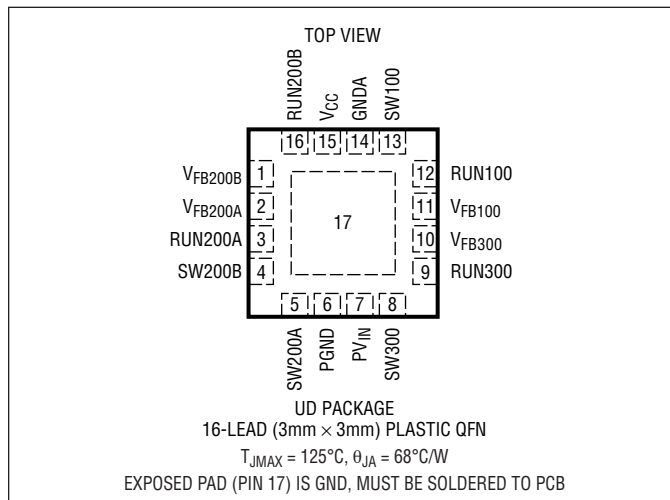 TOP VIEW
RUN200B
VCC
GNDA
SW100
16 15 14 13
VFB200B 1
VFB200A 2
RUN200A 3
SW200B 4
17
12 RUN100
11 VFB100
10 VFB300
9 RUN300
5 6 7 8
SW200A
PGND
PVIN
SW300
UD PACKAGE
16-LEAD (3mm × 3mm) PLASTIC QFN
TJMAX = 125°C, θJA = 68°C/W
EXPOSED PAD (PIN 17) IS GND, MUST BE SOLDERED TO PCB